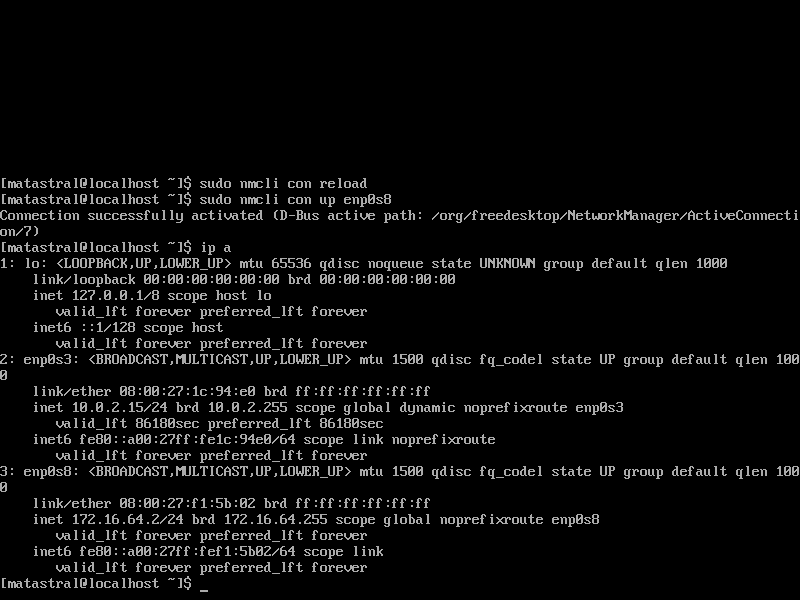 [matastral@localhost ~]$ sudo nmcli con reload
[matastral@localhost ~]$ sudo nmcli con up enp0s8
Connection successfully activated (D-Bus active path: /org/freedesktop/NetworkManager/ActiveConnecti
on/7)
[matastral@localhost ~]$ ip a
1: lo: <LOOPBACK,UP,LOWER_UP> mtu 65536 qdisc noqueue state UNKNOWN group default qlen 1000
    link/loopback 00:00:00:00:00:00 brd 00:00:00:00:00:00
    inet 127.0.0.1/8 scope host lo
       valid_lft forever preferred_lft forever
    inet6 ::1/128 scope host
       valid_lft forever preferred_lft forever
2: enp0s3: <BROADCAST,MULTICAST,UP,LOWER_UP> mtu 1500 qdisc fq_codel state UP group default qlen 100
0
    link/ether 08:00:27:1c:94:e0 brd ff:ff:ff:ff:ff:ff
    inet 10.0.2.15/24 brd 10.0.2.255 scope global dynamic noprefixroute enp0s3
       valid_lft 86180sec preferred_lft 86180sec
    inet6 fe80::a00:27ff:fe1c:94e0/64 scope link noprefixroute
       valid_lft forever preferred_lft forever
3: enp0s8: <BROADCAST,MULTICAST,UP,LOWER_UP> mtu 1500 qdisc fq_codel state UP group default qlen 100
0
    link/ether 08:00:27:f1:5b:02 brd ff:ff:ff:ff:ff:ff
    inet 172.16.64.2/24 brd 172.16.64.255 scope global noprefixroute enp0s8
       valid_lft forever preferred_lft forever
    inet6 fe80::a00:27ff:fef1:5b02/64 scope link
       valid_lft forever preferred_lft forever
[matastral@localhost ~]$ _